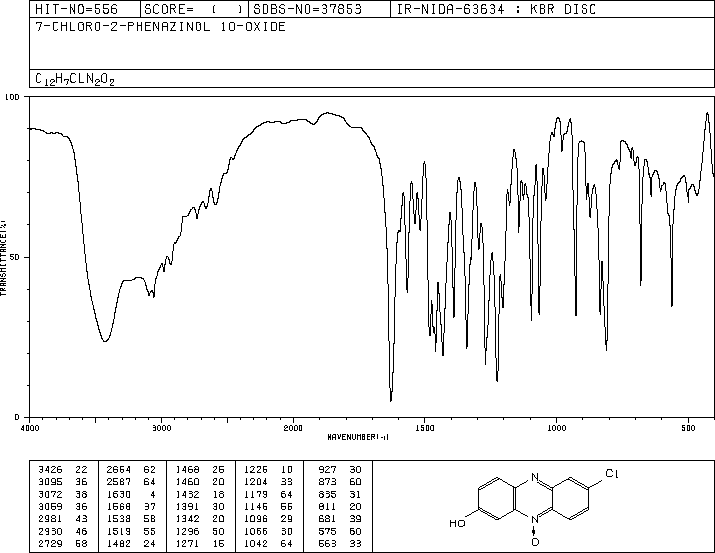 HIT-NO=556 SCORE= ( ) SDBS-NO=37853 IR-NIDA-63634 : KBR DISC
7-CHLORO-2-PHENAZINOL 10-OXIDE
C12H7CLN2O2
100
TRANSMITTANCE(%)
50
0
4000 3000 2000 1500 1000 500
WAVENUMBER(-1)
3426 22 2664 62 1468 26 1226 10 927 30
3095 36 2587 64 1460 20 1204 33 873 60
3072 38 1630 4 1432 18 1179 64 835 31
3059 36 1568 37 1391 30 1146 55 811 20
2981 43 1538 58 1342 20 1096 29 681 39
2930 46 1519 55 1296 50 1066 30 575 60
2729 58 1482 24 1271 16 1042 64 563 33
N
Cl
HO
N
O